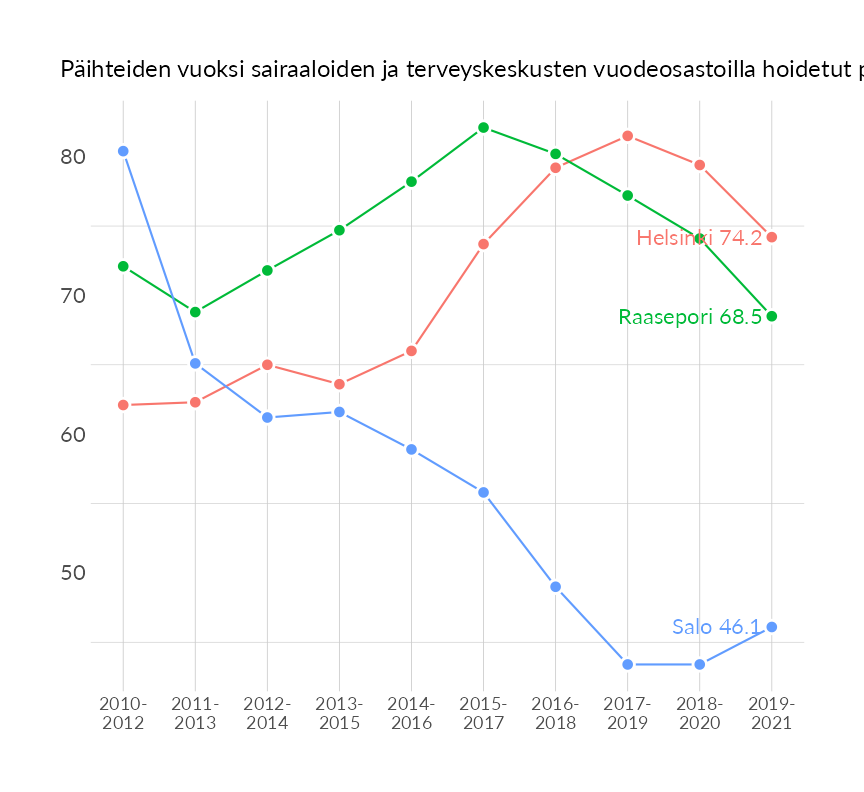 Päihteiden vuoksi sairaaloiden ja terveyskeskusten vuodeosastoilla hoidetut
80
70
60
50
Helsinki 74.2
Raasepori 68.5
Salo 46.1
2010- 2011- 2012- 2013- 2014- 2015- 2016- 2017- 2018- 2019-
2012 2013 2014 2015 2016 2017 2018 2019 2020 2021